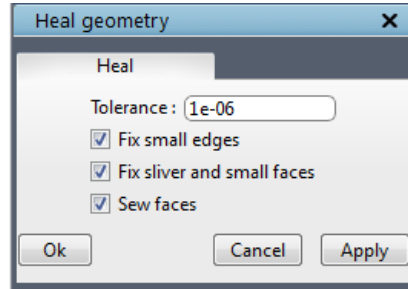 Heal geometry
Heal
Tolerance : 1e-06
Fix small edges
Fix sliver and small faces
Sew faces
Ok Cancel Apply